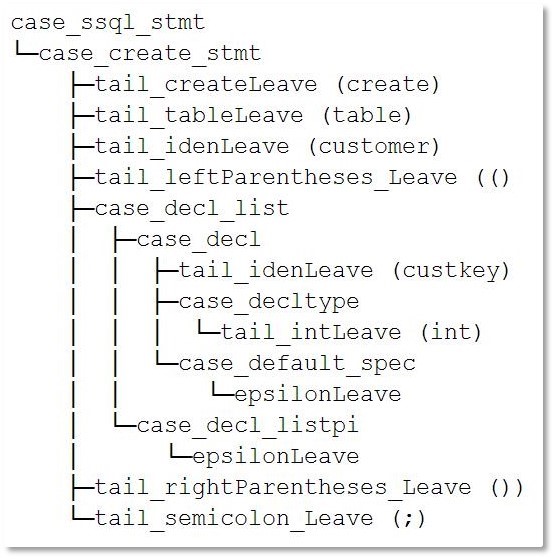 case_ssql_stmt
└─case_create_stmt
├─tail_createLeave (create)
├─tail_tableLeave (table)
├─tail_idenLeave (customer)
├─tail_leftParentheses_Leave (()
├─case_decl_list
│ ├─case_decl
│ │ ├─tail_idenLeave (custkey)
│ │ ├─case_decltype
│ │ │ └─tail_intLeave (int)
│ │ └─case_default_spec
│ │ └─epsilonLeave
│ └─case_decl_listpi
│ └─epsilonLeave
├─tail_rightParentheses_Leave ())
└─tail_semicolon_Leave (;)